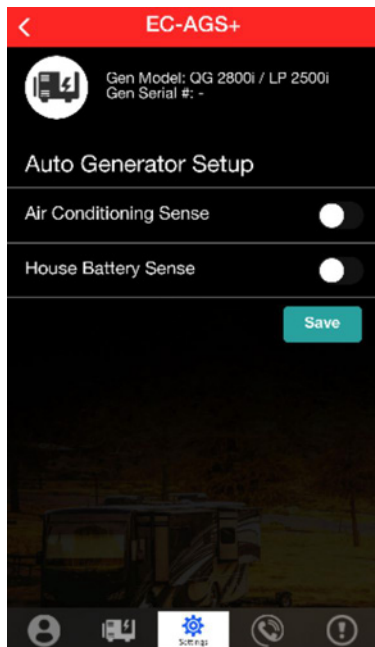 EC-AGS+
Gen Model: QG 2800i / LP 2500i
Gen Serial #: -
Auto Generator Setup
Air Conditioning Sense
House Battery Sense
Save
Settings